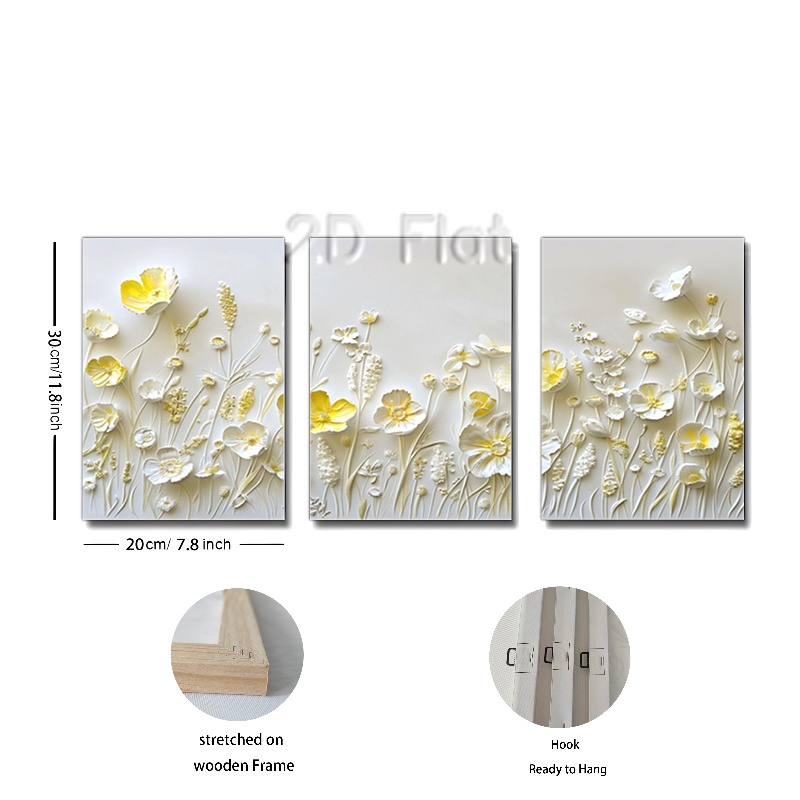 2D Flat
30cm/11.8inch
20cm/ 7.8 inch
stretched on
wooden Frame
Hook
Ready to Hang